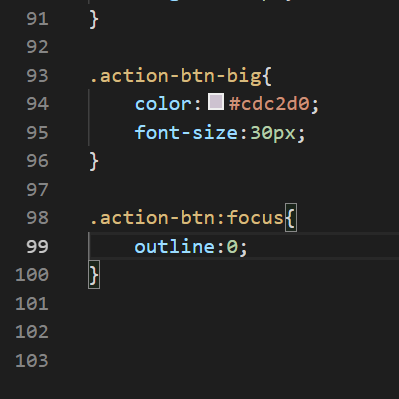 91 }
92
93 .action-btn-big{
94 color: #cdc2d0;
95 font-size:30px;
96 }
97
98 .action-btn:focus{
99 outline:0;
100 }
101
102
103